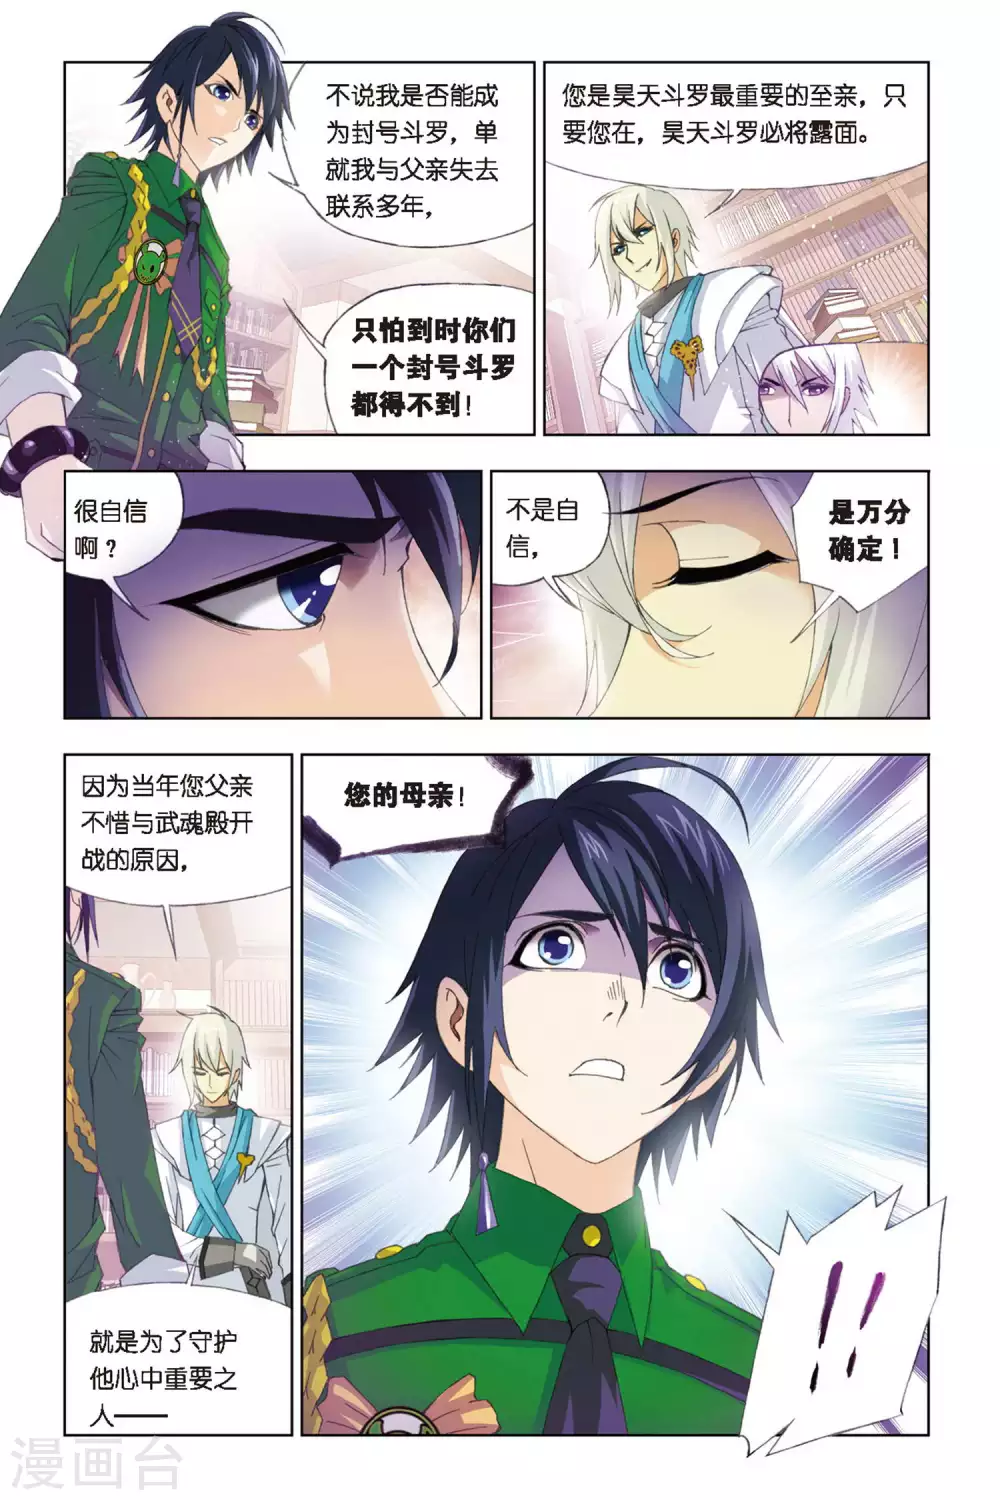 不说我是否能成
为封号斗罗，单
就我与父亲失去
联系多年，
只怕到时你们
一个封号斗罗
都得不到！
您是昊天斗罗最重要的至亲，只
要您在，昊天斗罗必将露面。
很自信
啊？
不是自
信，
是万分
确定！
因为当年您父亲
不惜与武魂殿开
战的原因，
就是为了守护
他心中重要之
人——
您的母亲！
！！
漫画台